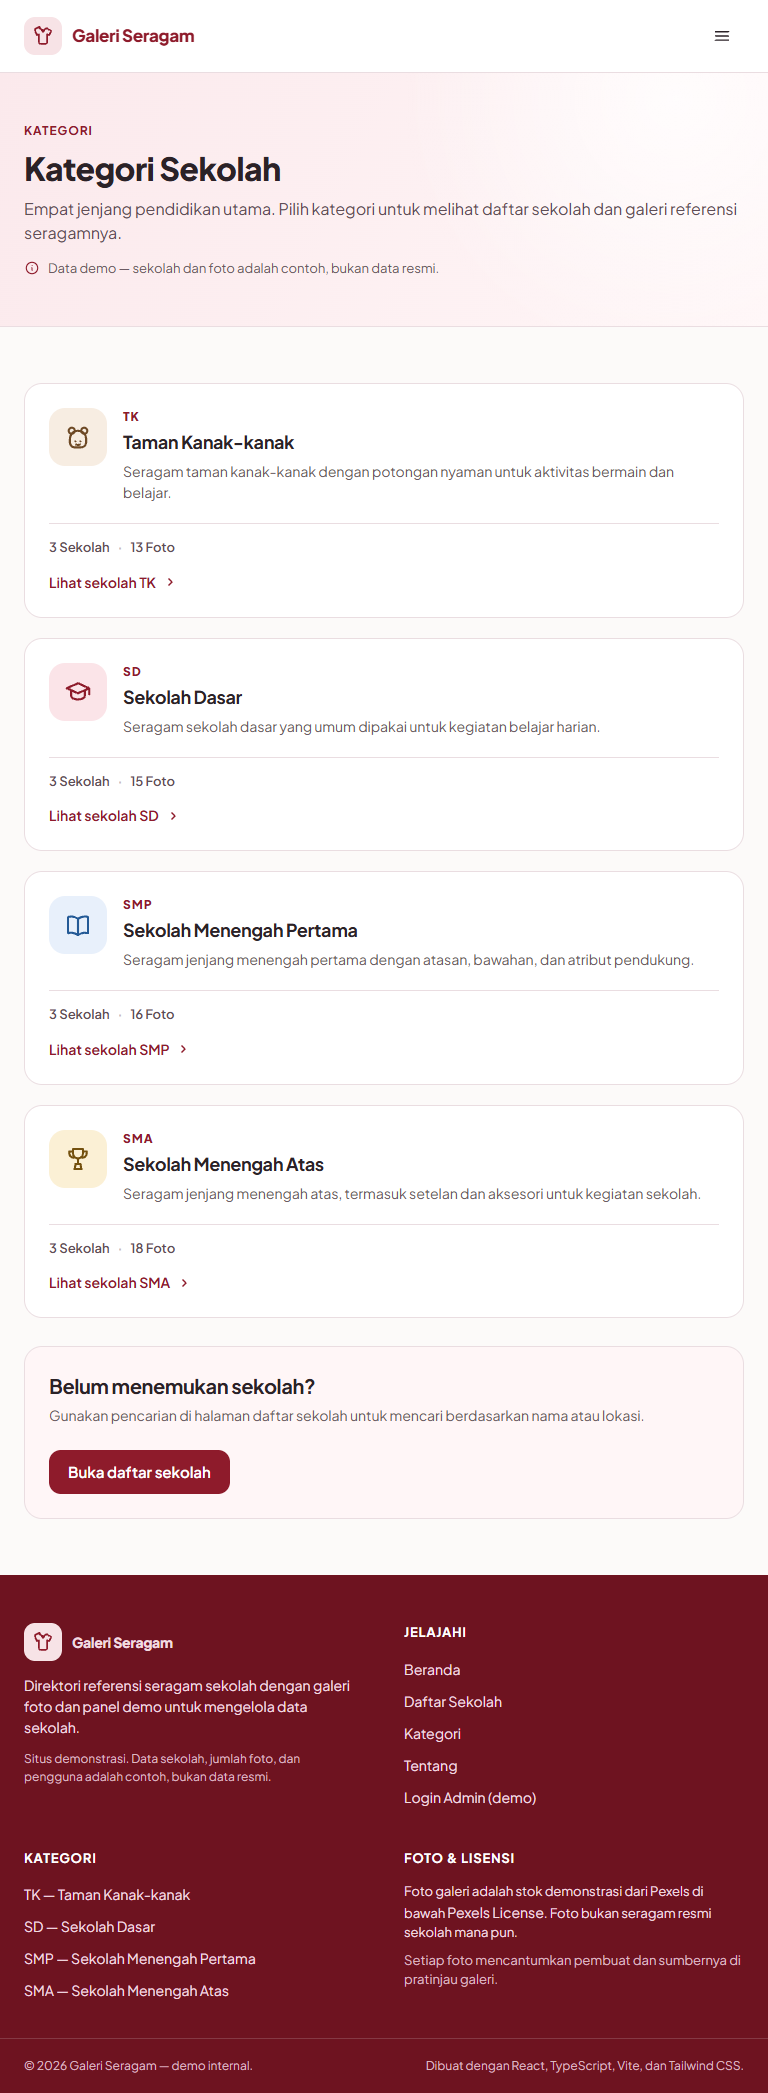 Galeri Seragam
KATEGORI
Kategori Sekolah
Empat jenjang pendidikan utama. Pilih kategori untuk melihat daftar sekolah dan galeri referensi
seragamnya.
Data demo — sekolah dan foto adalah contoh, bukan data resmi.
TK
Taman Kanak-kanak
Seragam taman kanak-kanak dengan potongan nyaman untuk aktivitas bermain dan
belajar.
3 Sekolah · 13 Foto
Lihat sekolah TK
SD
Sekolah Dasar
Seragam sekolah dasar yang umum dipakai untuk kegiatan belajar harian.
3 Sekolah · 15 Foto
Lihat sekolah SD
SMP
Sekolah Menengah Pertama
Seragam jenjang menengah pertama dengan atasan, bawahan, dan atribut pendukung.
3 Sekolah · 16 Foto
Lihat sekolah SMP
SMA
Sekolah Menengah Atas
Seragam jenjang menengah atas, termasuk setelan dan aksesori untuk kegiatan sekolah.
3 Sekolah · 18 Foto
Lihat sekolah SMA
Belum menemukan sekolah?
Gunakan pencarian di halaman daftar sekolah untuk mencari berdasarkan nama atau lokasi.
Buka daftar sekolah
Galeri Seragam
Direktori referensi seragam sekolah dengan galeri
foto dan panel demo untuk mengelola data
sekolah.
Situs demonstrasi. Data sekolah, jumlah foto, dan
pengguna adalah contoh, bukan data resmi.
JELAJAHI
Beranda
Daftar Sekolah
Kategori
Tentang
Login Admin (demo)
KATEGORI
TK — Taman Kanak-kanak
SD — Sekolah Dasar
SMP — Sekolah Menengah Pertama
SMA — Sekolah Menengah Atas
FOTO & LISENSI
Foto galeri adalah stok demonstrasi dari Pexels di
bawah Pexels License. Foto bukan seragam resmi
sekolah mana pun.
Setiap foto mencantumkan pembuat dan sumbernya di
pratinjau galeri.
© 2026 Galeri Seragam — demo internal.
Dibuat dengan React, TypeScript, Vite, dan Tailwind CSS.